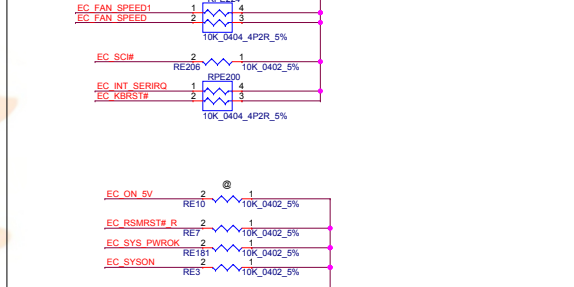 EC_FAN_SPEED1 1 4
EC_FAN_SPEED 2 3
10K_0404_4P2R_5%
EC_SCI# 2 1
RE206 10K_0402_5%
RPE200
EC_INT_SERIRQ 1 4
EC_KBRST# 2 3
10K_0404_4P2R_5%
@
EC_ON_5V 2 1
RE10 10K_0402_5%
EC_RSMRST#_R 2 1
RE7 10K_0402_5%
EC_SYS_PWROK 2 1
RE181 10K_0402_5%
EC_SYSON 2 1
RE3 10K_0402_5%